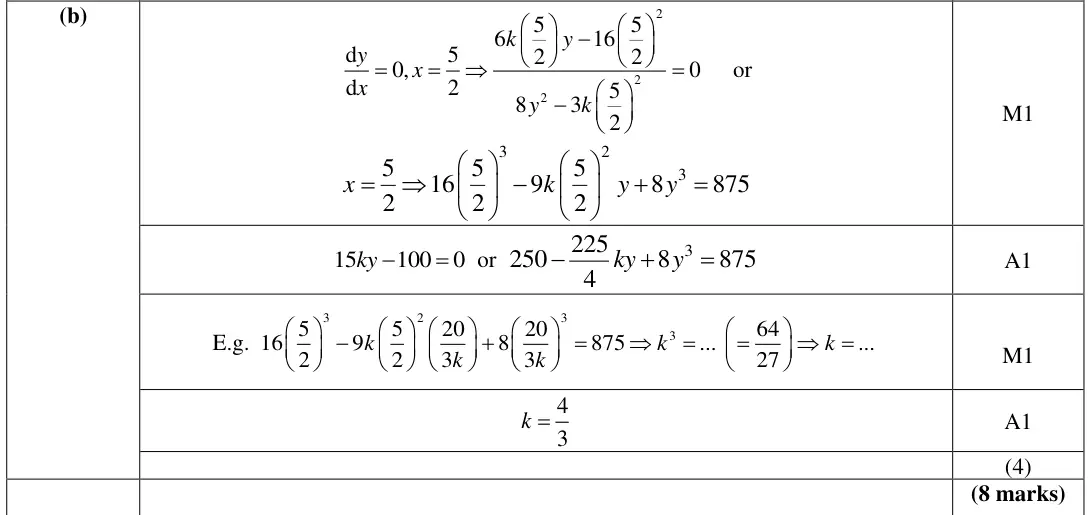 (b)
dy/dx = 0, x = 5/2 ⇒ (6k(5/2)y − 16(5/2)²)/(8y² − 3k(5/2)²) = 0 or
M1
x = 5/2 ⇒ 16(5/2)³ − 9k(5/2)² y + 8y³ = 875
15ky − 100 = 0 or 250 − 225/4 ky + 8y³ = 875
A1
E.g. 16(5/2)³ − 9k(5/2)²(20/3k) + 8(20/3k)³ = 875 ⇒ k³ = ... (= 64/27) ⇒ k = ...
M1
k = 4/3
A1
(4)
(8 marks)